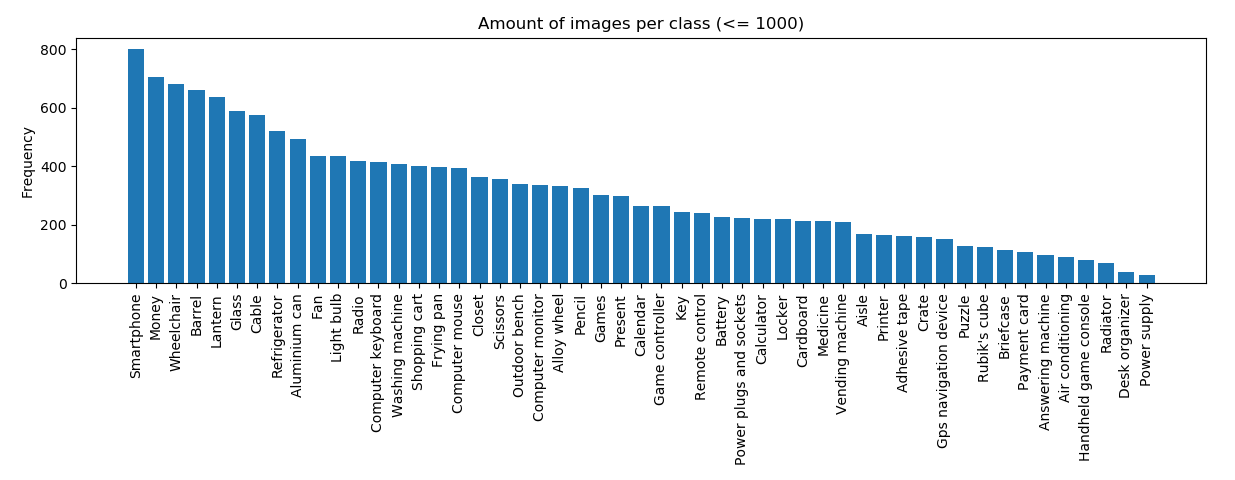 Amount of images per class (<= 1000)
Frequency
800
600
400
200
0
Smartphone
Money
Wheelchair
Barrel
Lantern
Glass
Cable
Refrigerator
Aluminium can
Fan
Light bulb
Radio
Computer keyboard
Washing machine
Shopping cart
Frying pan
Computer mouse
Closet
Scissors
Outdoor bench
Computer monitor
Alloy wheel
Pencil
Games
Present
Calendar
Game controller
Key
Remote control
Battery
Power plugs and sockets
Calculator
Locker
Cardboard
Medicine
Vending machine
Aisle
Printer
Adhesive tape
Crate
Gps navigation device
Puzzle
Rubik's cube
Briefcase
Payment card
Answering machine
Air conditioning
Handheld game console
Radiator
Desk organizer
Power supply